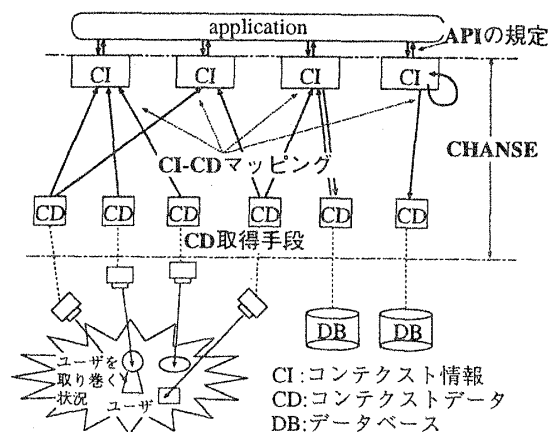 application
APIの規定
CI CI CI CI
CI-CDマッピング
CHANSE
CD CD CD CD CD CD
CD取得手段
DB DB
ユーザを
取り巻く
状況
ユーザ
CI:コンテクスト情報
CD:コンテクストデータ
DB:データベース